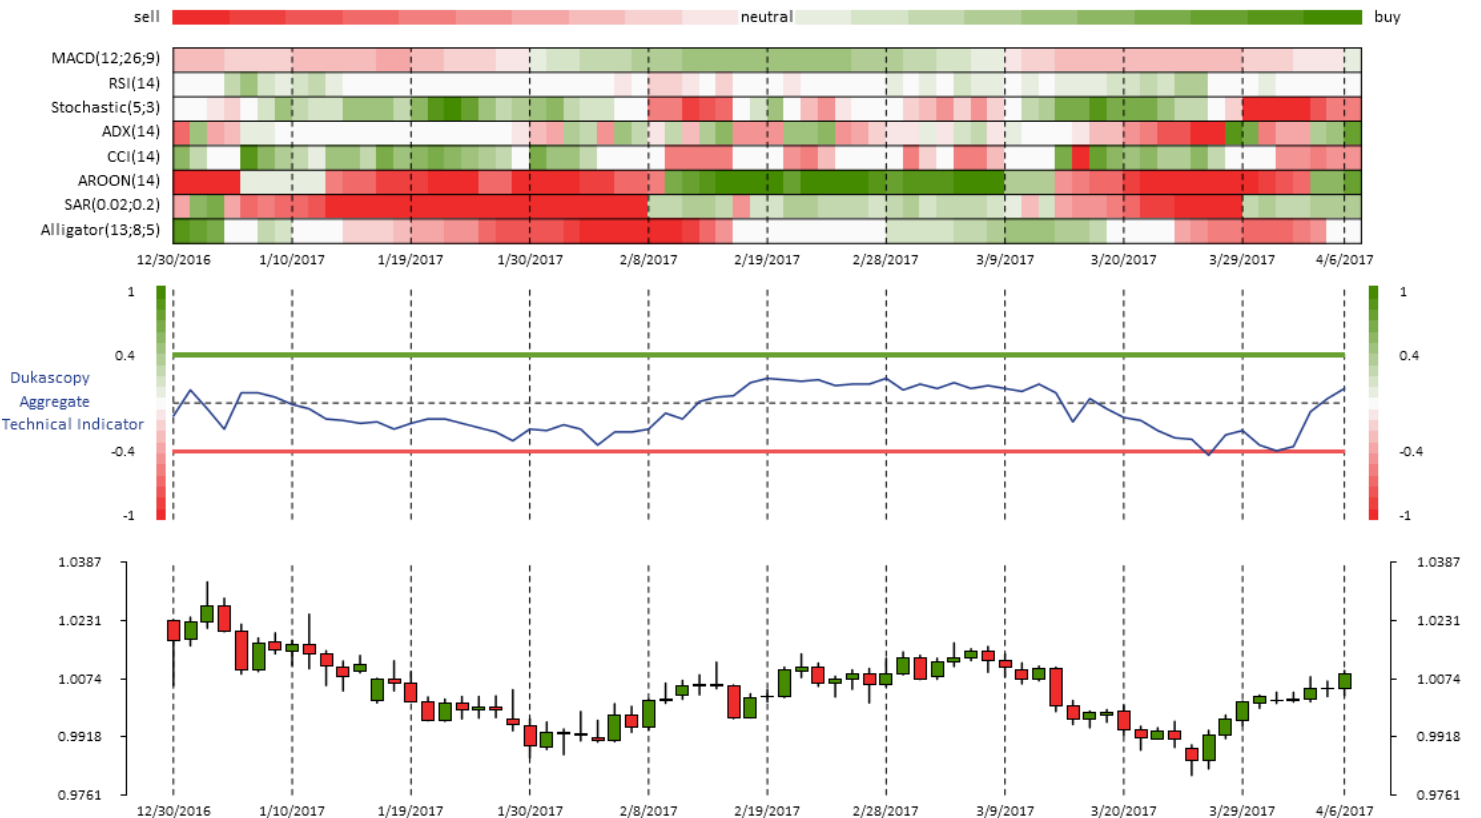 sell neutral buy
MACD(12;26;9)
RSI(14)
Stochastic(5;3)
ADX(14)
CCI(14)
AROON(14)
SAR(0.02;0.2)
Alligator(13;8;5)
12/30/2016 1/10/2017 1/19/2017 1/30/2017 2/8/2017 2/19/2017 2/28/2017 3/9/2017 3/20/2017 3/29/2017 4/6/2017
1 1
0.4 0.4
Dukascopy
Aggregate
Technical Indicator
-0.4 -0.4
-1 -1
1.0387 1.0387
1.0231 1.0231
1.0074 1.0074
0.9918 0.9918
0.9761 0.9761
12/30/2016 1/10/2017 1/19/2017 1/30/2017 2/8/2017 2/19/2017 2/28/2017 3/9/2017 3/20/2017 3/29/2017 4/6/2017